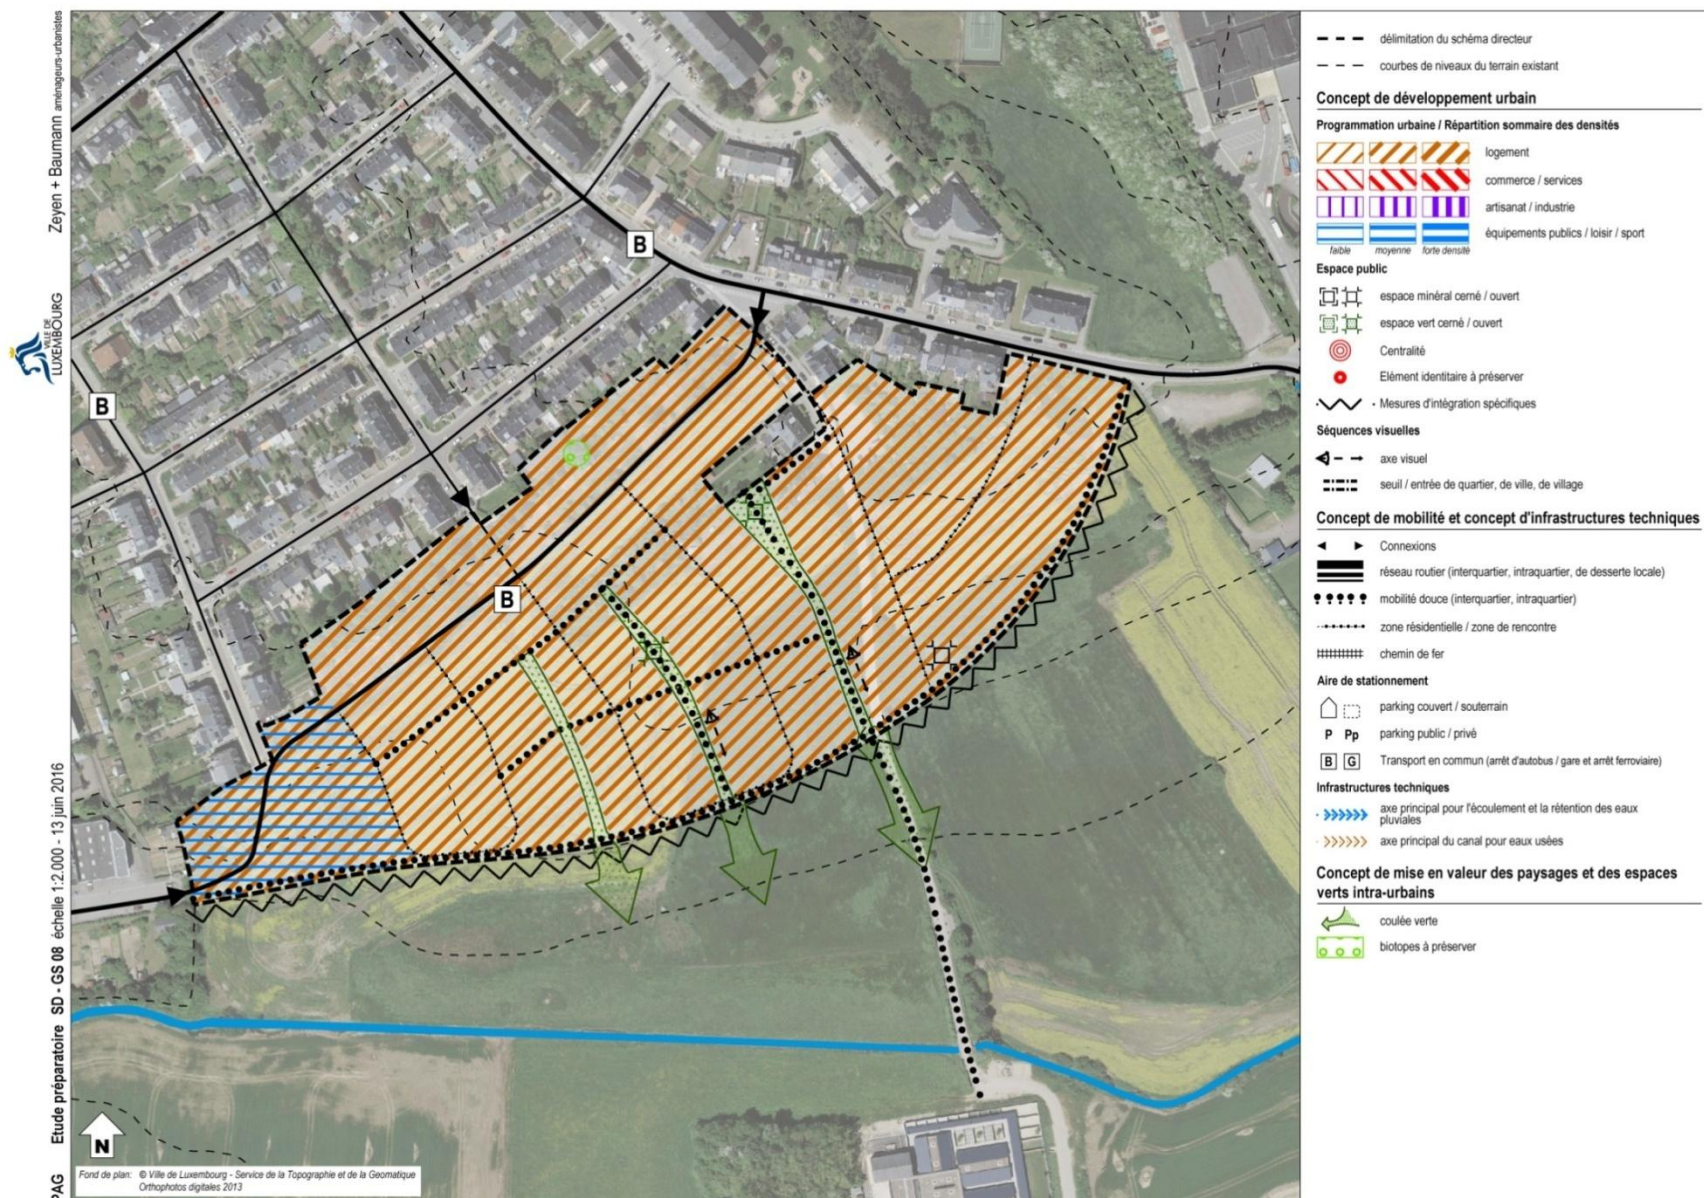 Zeyen + Baumann aménageurs-urbanistes
VILLE DE
LUXEMBOURG
PAG Etude préparatoire SD - GS 08 échelle 1:2.000 - 13 juin 2016
B
B
B
N
Fond de plan: © Ville de Luxembourg - Service de la Topographie et de la Geomatique
Orthophotos digitales 2013
délimitation du schéma directeur
courbes de niveaux du terrain existant
Concept de développement urbain
Programmation urbaine / Répartition sommaire des densités
logement
commerce / services
artisanat / industrie
équipements publics / loisir / sport
faible moyenne forte densité
Espace public
espace minéral cerné / ouvert
espace vert cerné / ouvert
Centralité
Elément identitaire à préserver
Mesures d'intégration spécifiques
Séquences visuelles
axe visuel
seuil / entrée de quartier, de ville, de village
Concept de mobilité et concept d'infrastructures techniques
Connexions
réseau routier (interquartier, intraquartier, de desserte locale)
mobilité douce (interquartier, intraquartier)
zone résidentielle / zone de rencontre
chemin de fer
Aire de stationnement
parking couvert / souterrain
P Pp parking public / privé
B G Transport en commun (arrêt d'autobus / gare et arrêt ferroviaire)
Infrastructures techniques
axe principal pour l'écoulement et la rétention des eaux
pluviales
axe principal du canal pour eaux usées
Concept de mise en valeur des paysages et des espaces
verts intra-urbains
coulée verte
biotopes à préserver